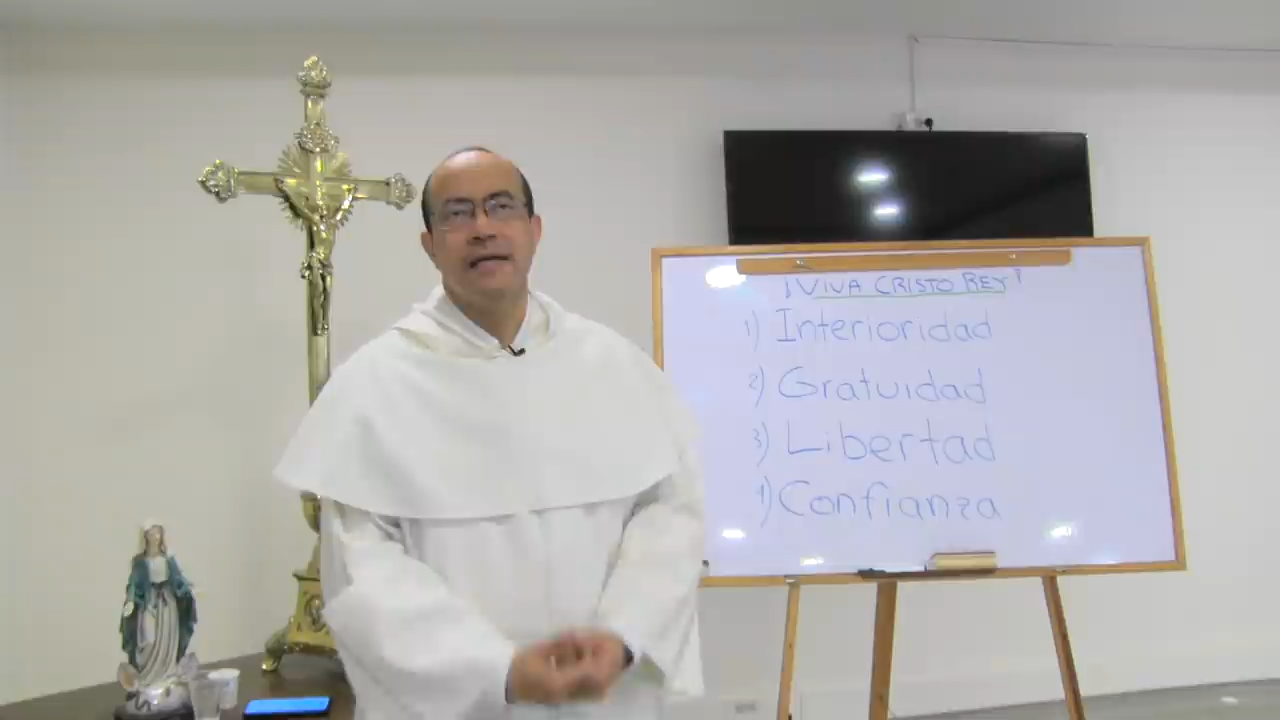 ¡VIVA CRISTO REY!
1) Interioridad
2) Gratuidad
3) Libertad
4) Confianza